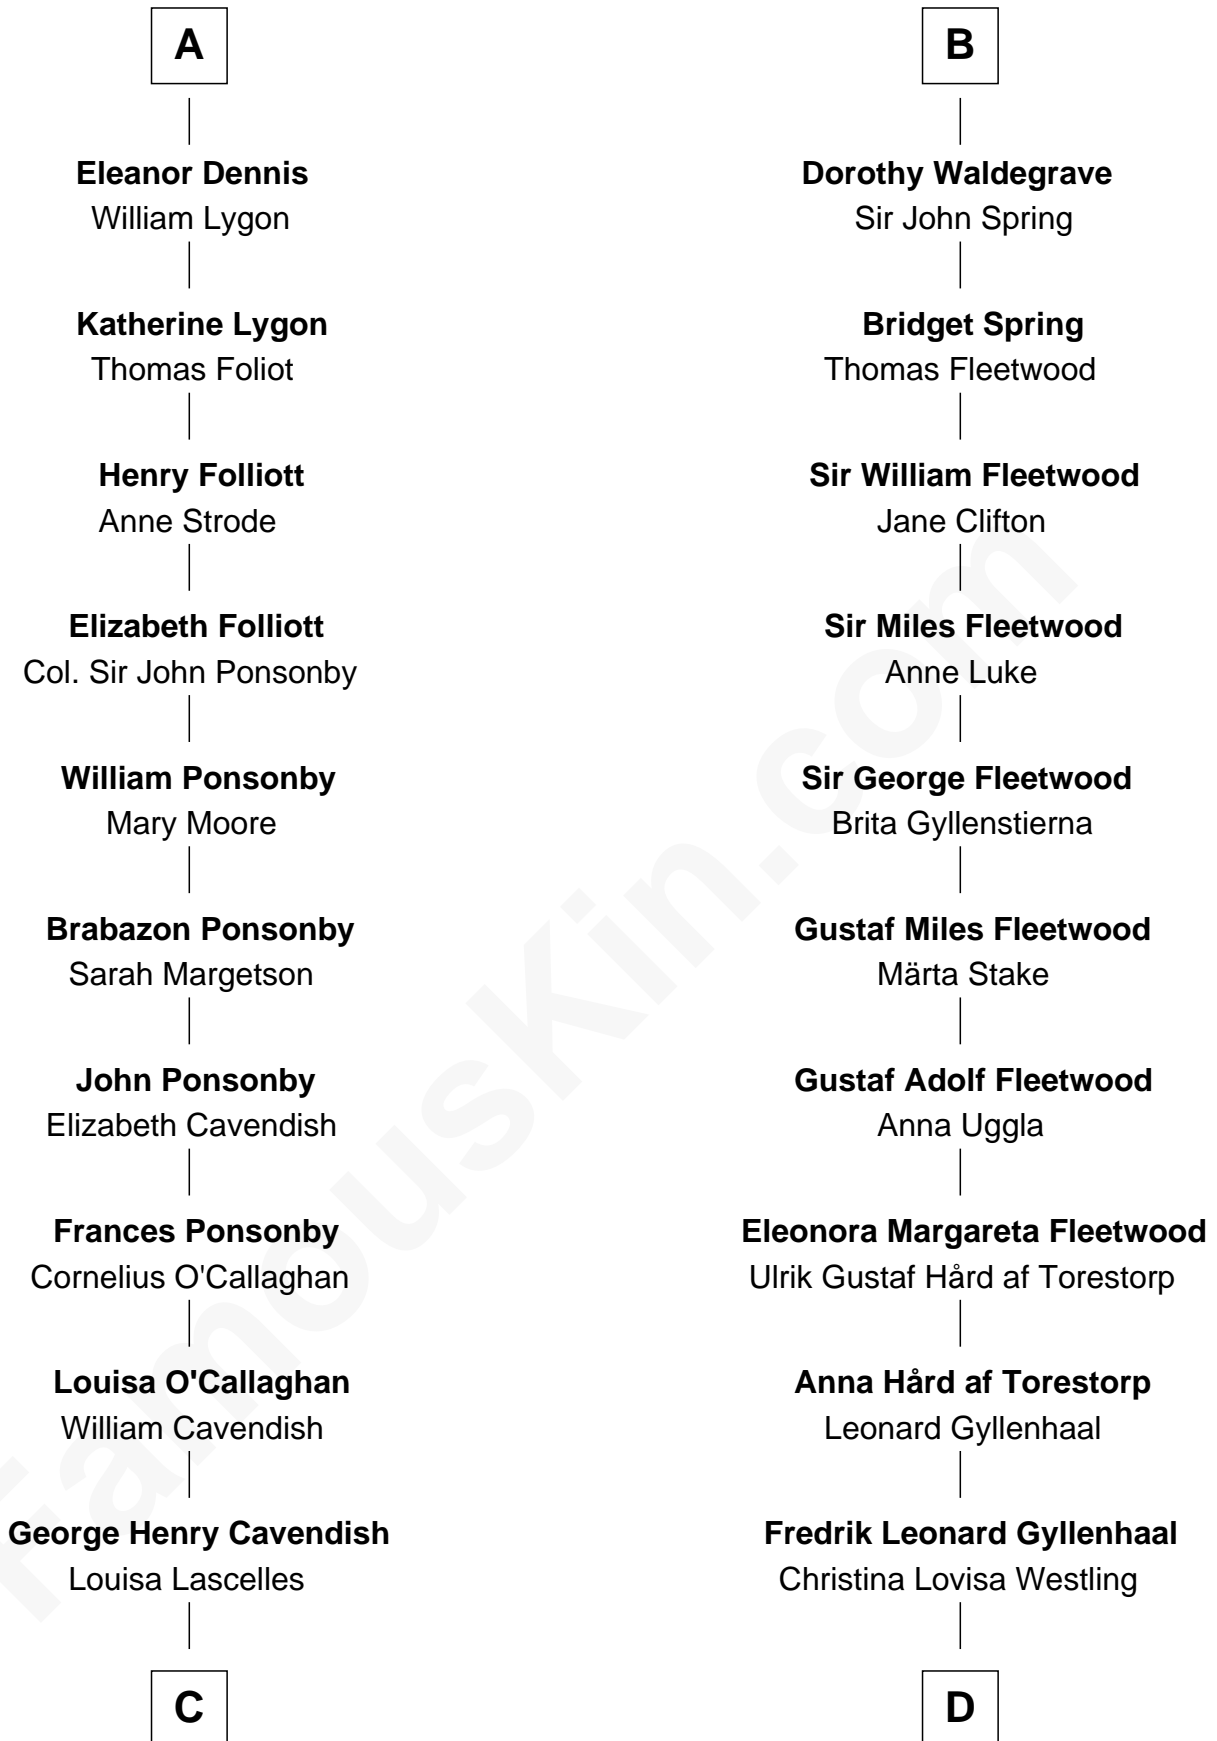 A
Eleanor Dennis
William Lygon
Katherine Lygon
Thomas Foliot
Henry Folliott
Anne Strode
Elizabeth Folliott
Col. Sir John Ponsonby
William Ponsonby
Mary Moore
Brabazon Ponsonby
Sarah Margetson
John Ponsonby
Elizabeth Cavendish
Frances Ponsonby
Cornelius O'Callaghan
Louisa O'Callaghan
William Cavendish
George Henry Cavendish
Louisa Lascelles
C
B
Dorothy Waldegrave
Sir John Spring
Bridget Spring
Thomas Fleetwood
Sir William Fleetwood
Jane Clifton
Sir Miles Fleetwood
Anne Luke
Sir George Fleetwood
Brita Gyllenstierna
Gustaf Miles Fleetwood
Märta Stake
Gustaf Adolf Fleetwood
Anna Uggla
Eleonora Margareta Fleetwood
Ulrik Gustaf Hård af Torestorp
Anna Hård af Torestorp
Leonard Gyllenhaal
Fredrik Leonard Gyllenhaal
Christina Lovisa Westling
D
FamousKin.com